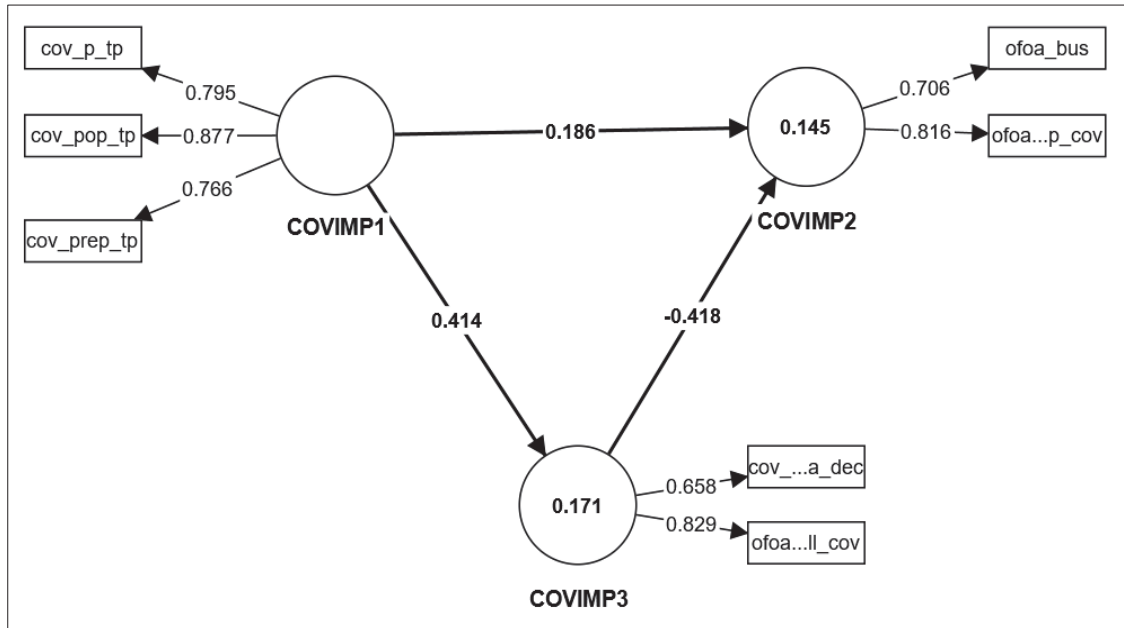 cov_p_tp
0.795
cov_pop_tp
0.877
cov_prep_tp
0.766
COVIMP1
0.186
0.145
COVIMP2
ofoa_bus
0.706
ofoa...p_cov
0.816
0.414
-0.418
0.171
COVIMP3
cov_...a_dec
0.658
ofoa...ll_cov
0.829